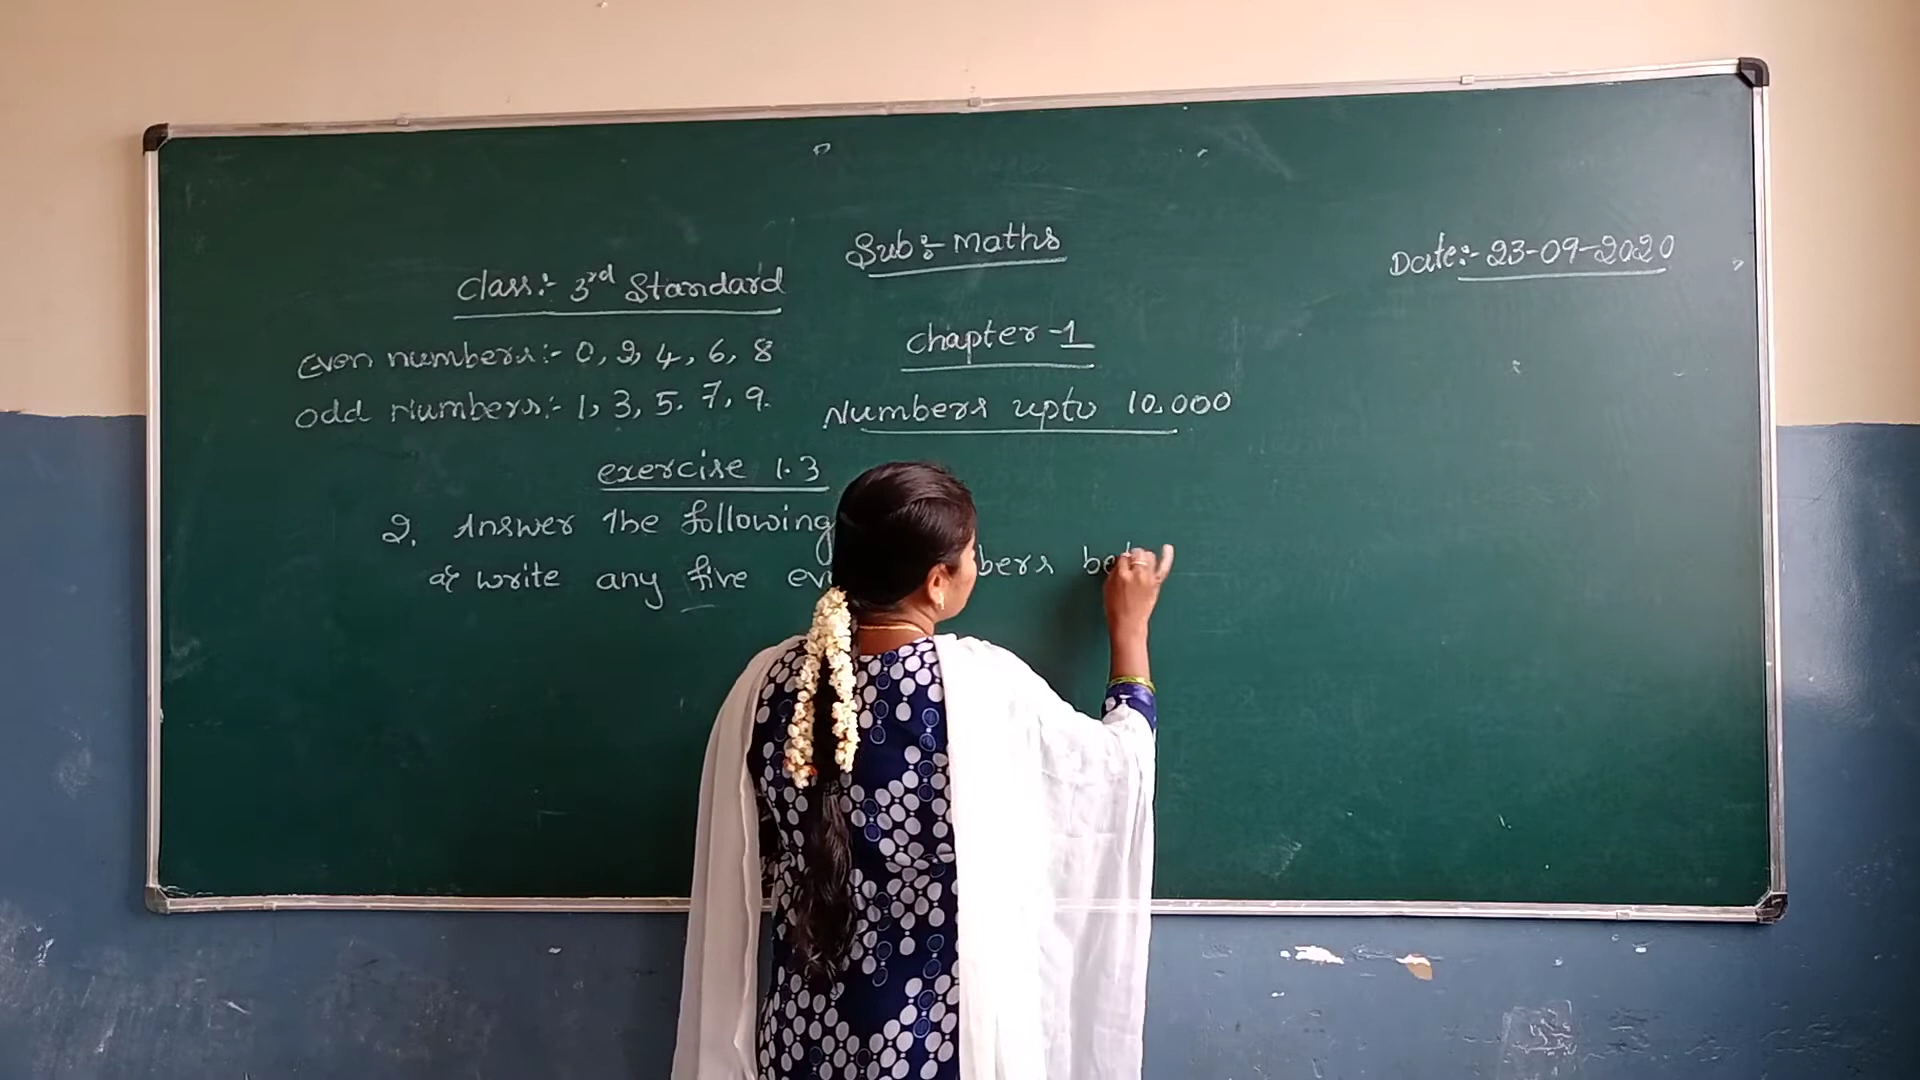 Sub:- Maths
Date:- 23-09-2020
Class:- 3rd Standard
Chapter-1
Even numbers:- 0, 2, 4, 6, 8
odd Numbers:- 1, 3, 5, 7, 9.
Numbers upto 10,000
exercise 1.3
2. Answer the following
a) write any five